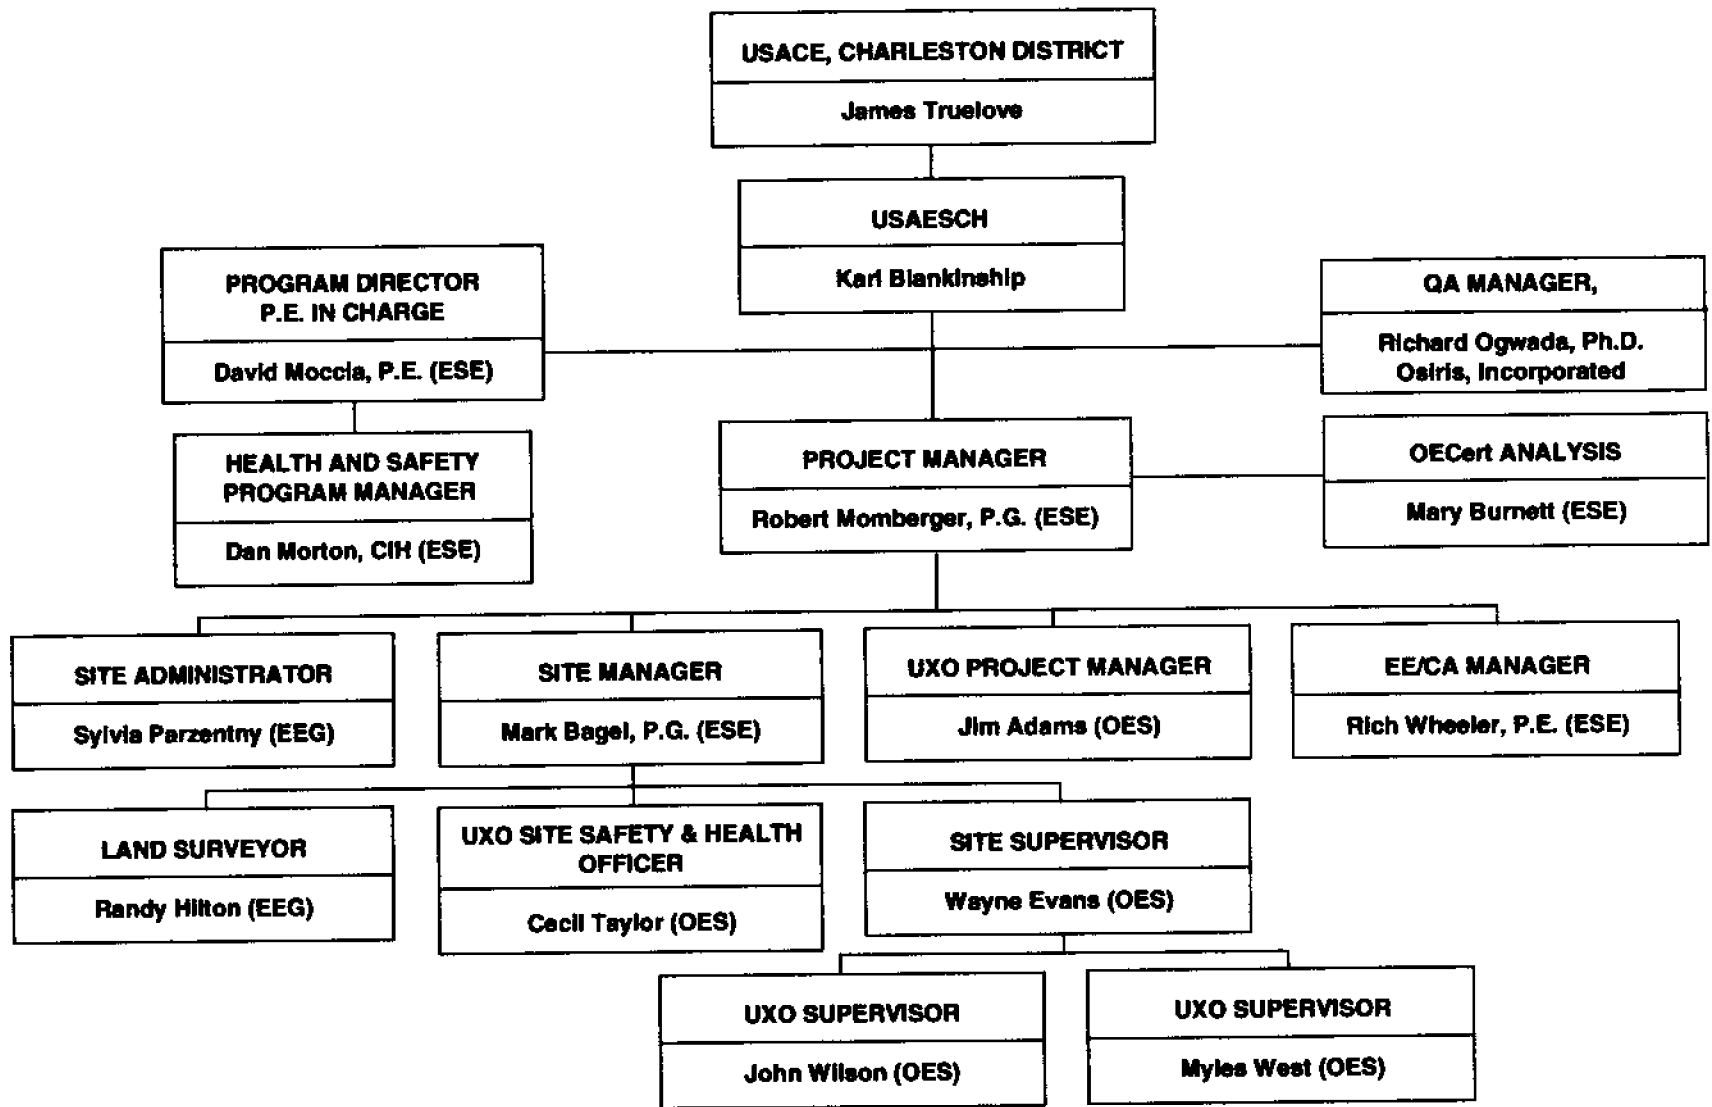 USACE, CHARLESTON DISTRICT
James Truelove
USAESCH
Karl Blankinship
PROGRAM DIRECTOR
P.E. IN CHARGE
David Moccia, P.E. (ESE)
QA MANAGER,
Richard Ogwada, Ph.D.
Osiris, Incorporated
HEALTH AND SAFETY
PROGRAM MANAGER
Dan Morton, CIH (ESE)
PROJECT MANAGER
Robert Momberger, P.G. (ESE)
OECert ANALYSIS
Mary Burnett (ESE)
SITE ADMINISTRATOR
Sylvia Parzentny (EEG)
SITE MANAGER
Mark Bagel, P.G. (ESE)
UXO PROJECT MANAGER
Jim Adams (OES)
EE/CA MANAGER
Rich Wheeler, P.E. (ESE)
LAND SURVEYOR
Randy Hilton (EEG)
UXO SITE SAFETY & HEALTH
OFFICER
Cecil Taylor (OES)
SITE SUPERVISOR
Wayne Evans (OES)
UXO SUPERVISOR
John Wilson (OES)
UXO SUPERVISOR
Myles West (OES)